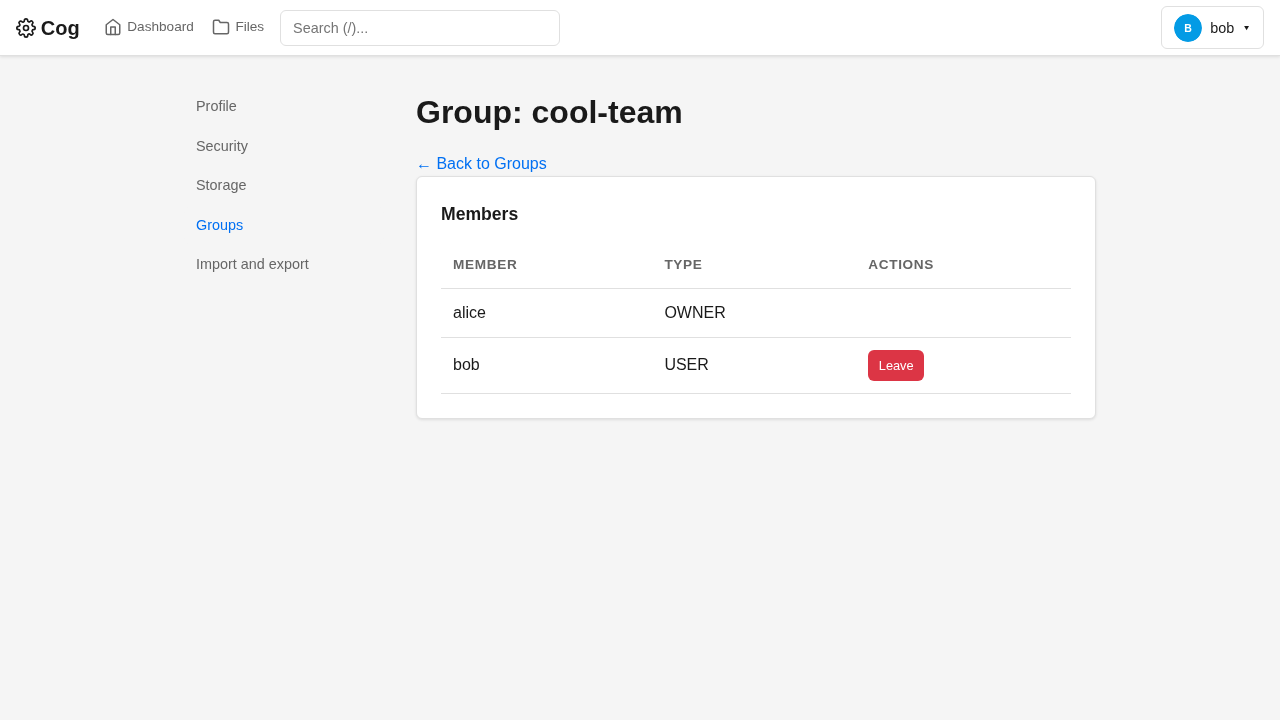 Cog
Dashboard
Files
Search (/)...
B
bob
Profile
Security
Storage
Groups
Import and export
Group: cool-team
← Back to Groups
Members
MEMBER TYPE ACTIONS
alice OWNER
bob USER Leave